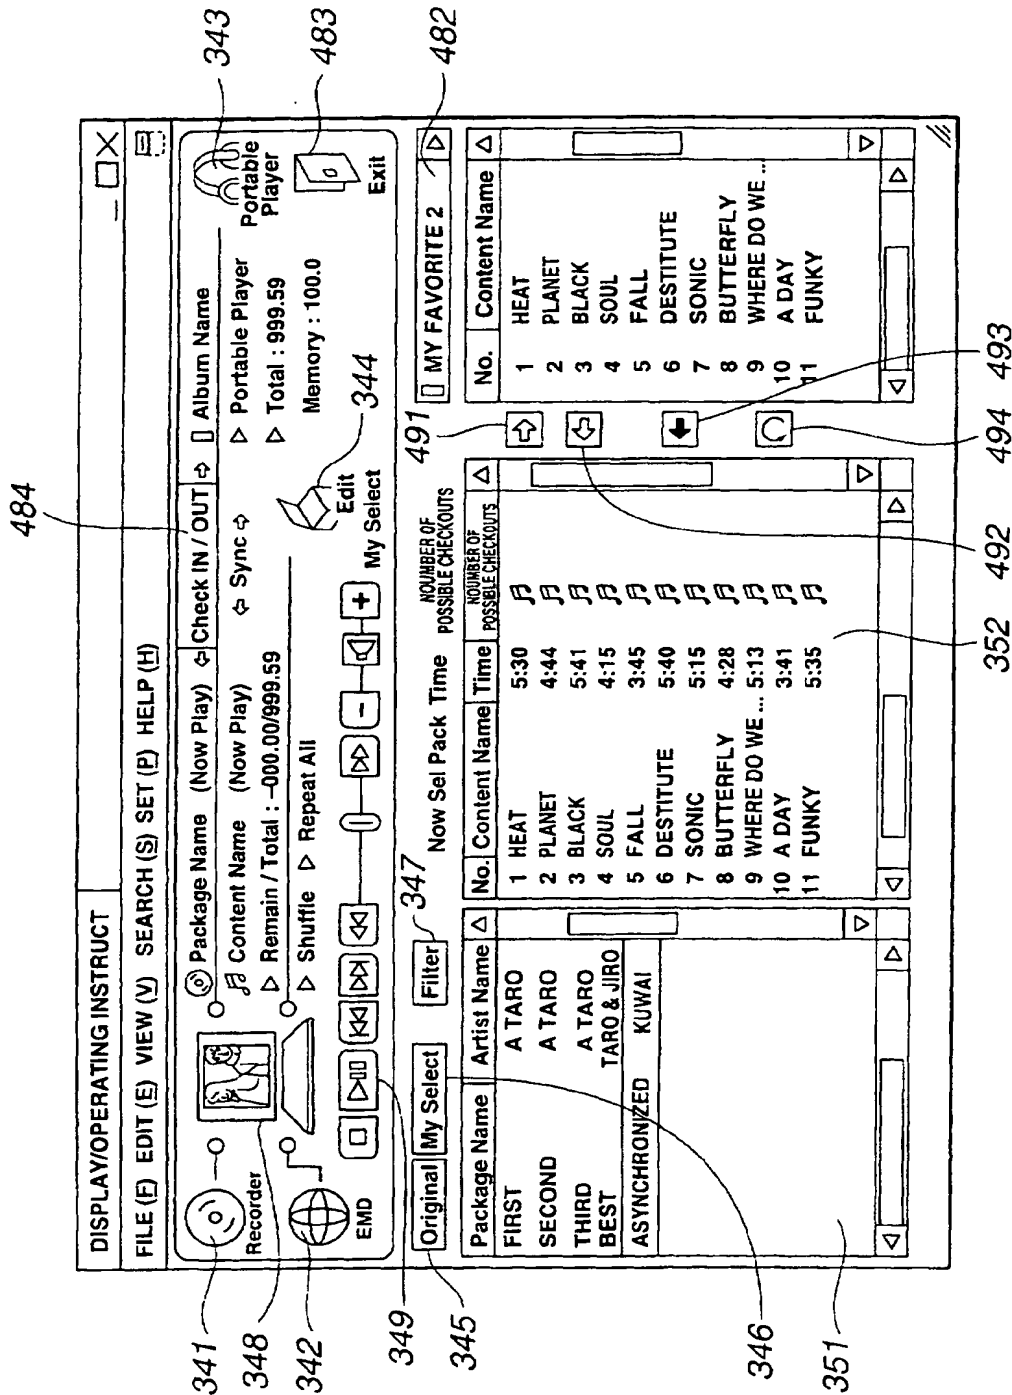 484
343
483
482
DISPLAY/OPERATING INSTRUCT
FILE (F) EDIT (E) VIEW (V) SEARCH (S) SET (P) HELP (H)
Package Name (Now Play) Check IN / OUT Album Name
Content Name (Now Play) Sync Portable Player
Remain / Total : -000.00/999.59 Total : 999.59
Memory : 100.0
Shuffle Repeat All
Recorder
EMD
Portable
Player
Exit
Edit
My Select
344
341
348
342
349
345
Original My Select Filter 347
Now Sel Pack Time NOUMBER OF
POSSIBLE CHECKOUTS
491
MY FAVORITE 2
Package Name Artist Name
FIRST A TARO
SECOND A TARO
THIRD A TARO
BEST TARO & JIRO
ASYNCHRONIZED KUWAI
No. Content Name Time NOUMBER OF
POSSIBLE CHECKOUTS
1 HEAT 5:30
2 PLANET 4:44
3 BLACK 5:41
4 SOUL 4:15
5 FALL 3:45
6 DESTITUTE 5:40
7 SONIC 5:15
8 BUTTERFLY 4:28
9 WHERE DO WE ... 5:13
10 A DAY 3:41
11 FUNKY 5:35
No. Content Name
1 HEAT
2 PLANET
3 BLACK
4 SOUL
5 FALL
6 DESTITUTE
7 SONIC
8 BUTTERFLY
9 WHERE DO WE ...
10 A DAY
11 FUNKY
346
351
352
492
494
493